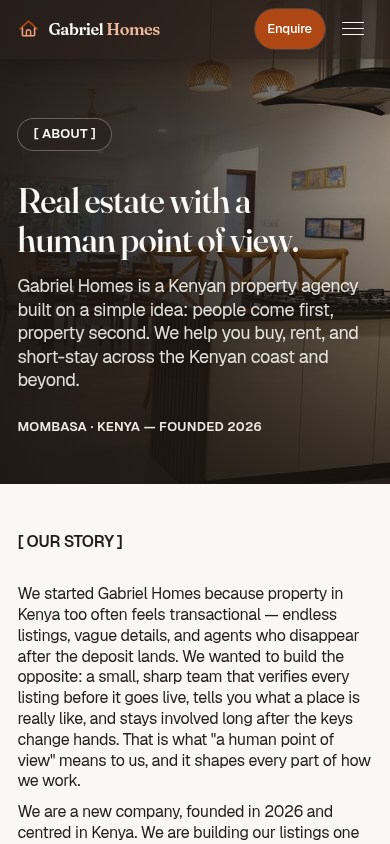 Gabriel Homes
Enquire
[ ABOUT ]
Real estate with a
human point of view.
Gabriel Homes is a Kenyan property agency
built on a simple idea: people come first,
property second. We help you buy, rent, and
short-stay across the Kenyan coast and
beyond.
MOMBASA · KENYA — FOUNDED 2026
[ OUR STORY ]
We started Gabriel Homes because property in
Kenya too often feels transactional — endless
listings, vague details, and agents who disappear
after the deposit lands. We wanted to build the
opposite: a small, sharp team that verifies every
listing before it goes live, tells you what a place is
really like, and stays involved long after the keys
change hands. That is what "a human point of
view" means to us, and it shapes every part of how
we work.
We are a new company, founded in 2026 and
centred in Kenya. We are building our listings one